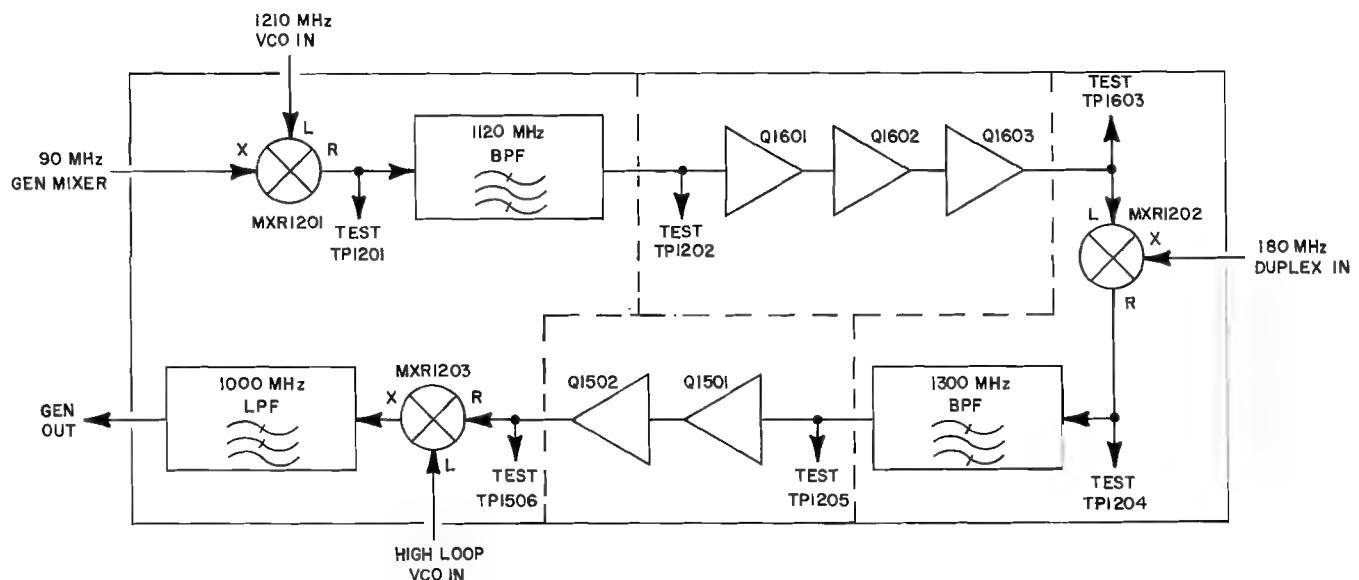 1210 MHz
VCO IN
TEST
TP1603
L
1120 MHz
BPF
Q1601
Q1602
Q1603
90 MHz
GEN MIXER
X
R
MXR1201
TEST
TP1201
TEST
TP1202
L
MXR1202
X
180 MHz
DUPLEX IN
R
GEN
OUT
1000 MHz
LPF
MXR1203
X
R
L
Q1502
Q1501
1300 MHz
BPF
TEST
TP1506
TEST
TP1205
TEST
TP1204
HIGH LOOP
VCO IN